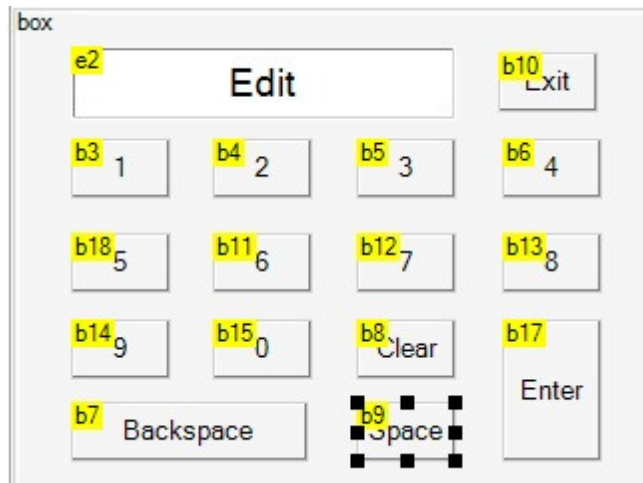 box
e2 Edit b10 Exit
b3 1 b4 2 b5 3 b6 4
b18 5 b11 6 b12 7 b13 8
b14 9 b15 0 b8 Clear b17 Enter
b7 Backspace b9 Space